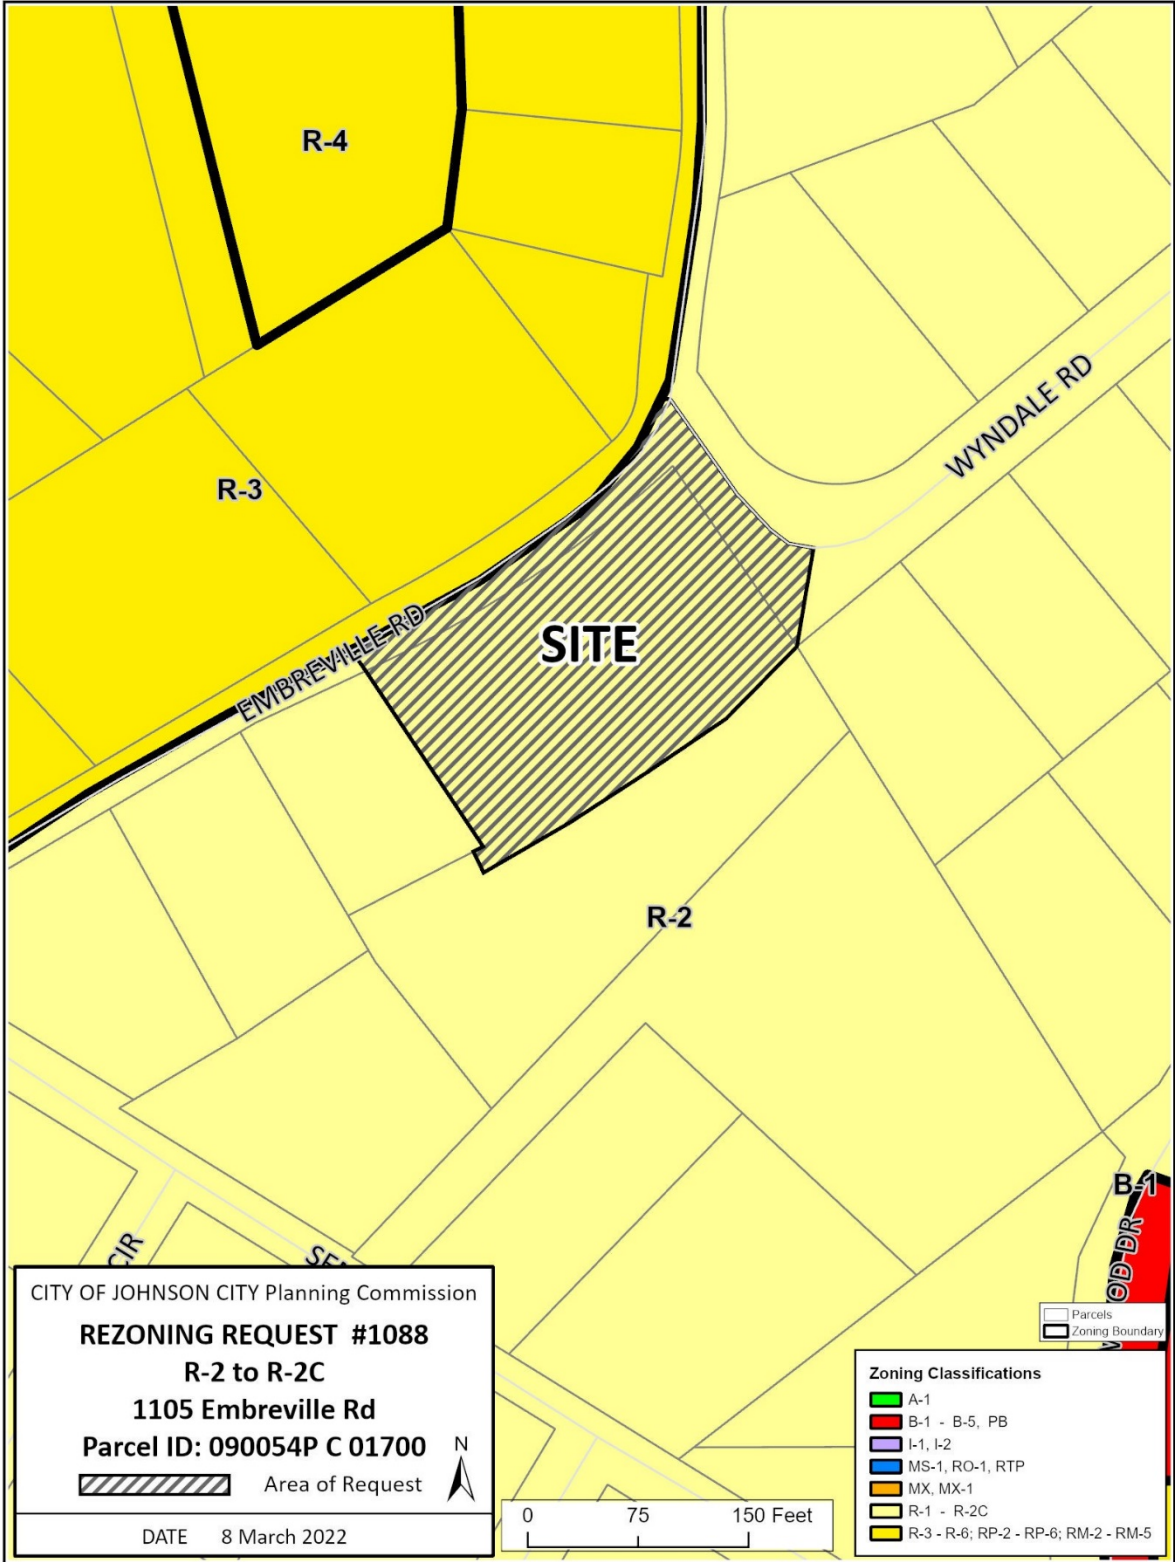 R-4
WYNDALE RD
R-3
SITE
EMBREVILLE RD
R-2
B-1
OD DR
CIR
CITY OF JOHNSON CITY Planning Commission
REZONING REQUEST #1088
R-2 to R-2C
1105 Embreville Rd
Parcel ID: 090054P C 01700
N
Area of Request
DATE 8 March 2022
0 75 150 Feet
Parcels
Zoning Boundary
Zoning Classifications
A-1
B-1 - B-5, PB
I-1, I-2
MS-1, RO-1, RTP
MX, MX-1
R-1 - R-2C
R-3 - R-6; RP-2 - RP-6; RM-2 - RM-5